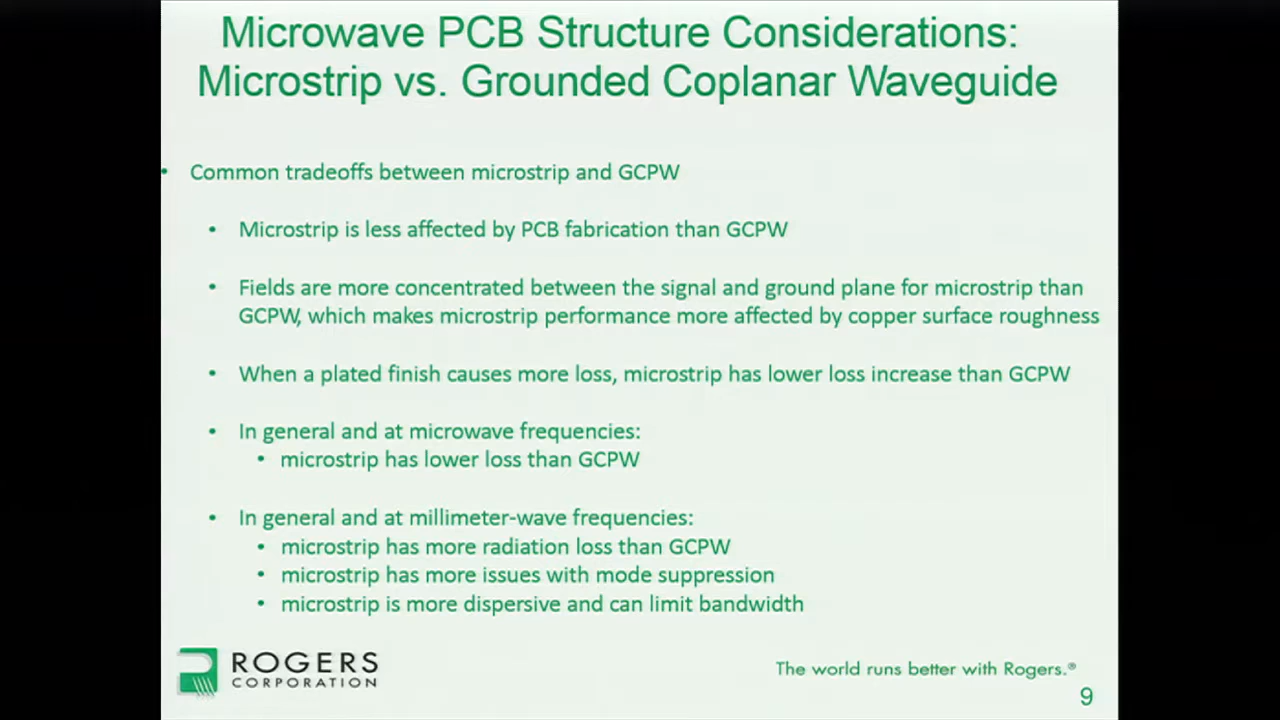 Microwave PCB Structure Considerations:
Microstrip vs. Grounded Coplanar Waveguide
• Common tradeoffs between microstrip and GCPW
• Microstrip is less affected by PCB fabrication than GCPW
• Fields are more concentrated between the signal and ground plane for microstrip than
GCPW, which makes microstrip performance more affected by copper surface roughness
• When a plated finish causes more loss, microstrip has lower loss increase than GCPW
• In general and at microwave frequencies:
• microstrip has lower loss than GCPW
• In general and at millimeter-wave frequencies:
• microstrip has more radiation loss than GCPW
• microstrip has more issues with mode suppression
• microstrip is more dispersive and can limit bandwidth
ROGERS
CORPORATION
The world runs better with Rogers.®
9